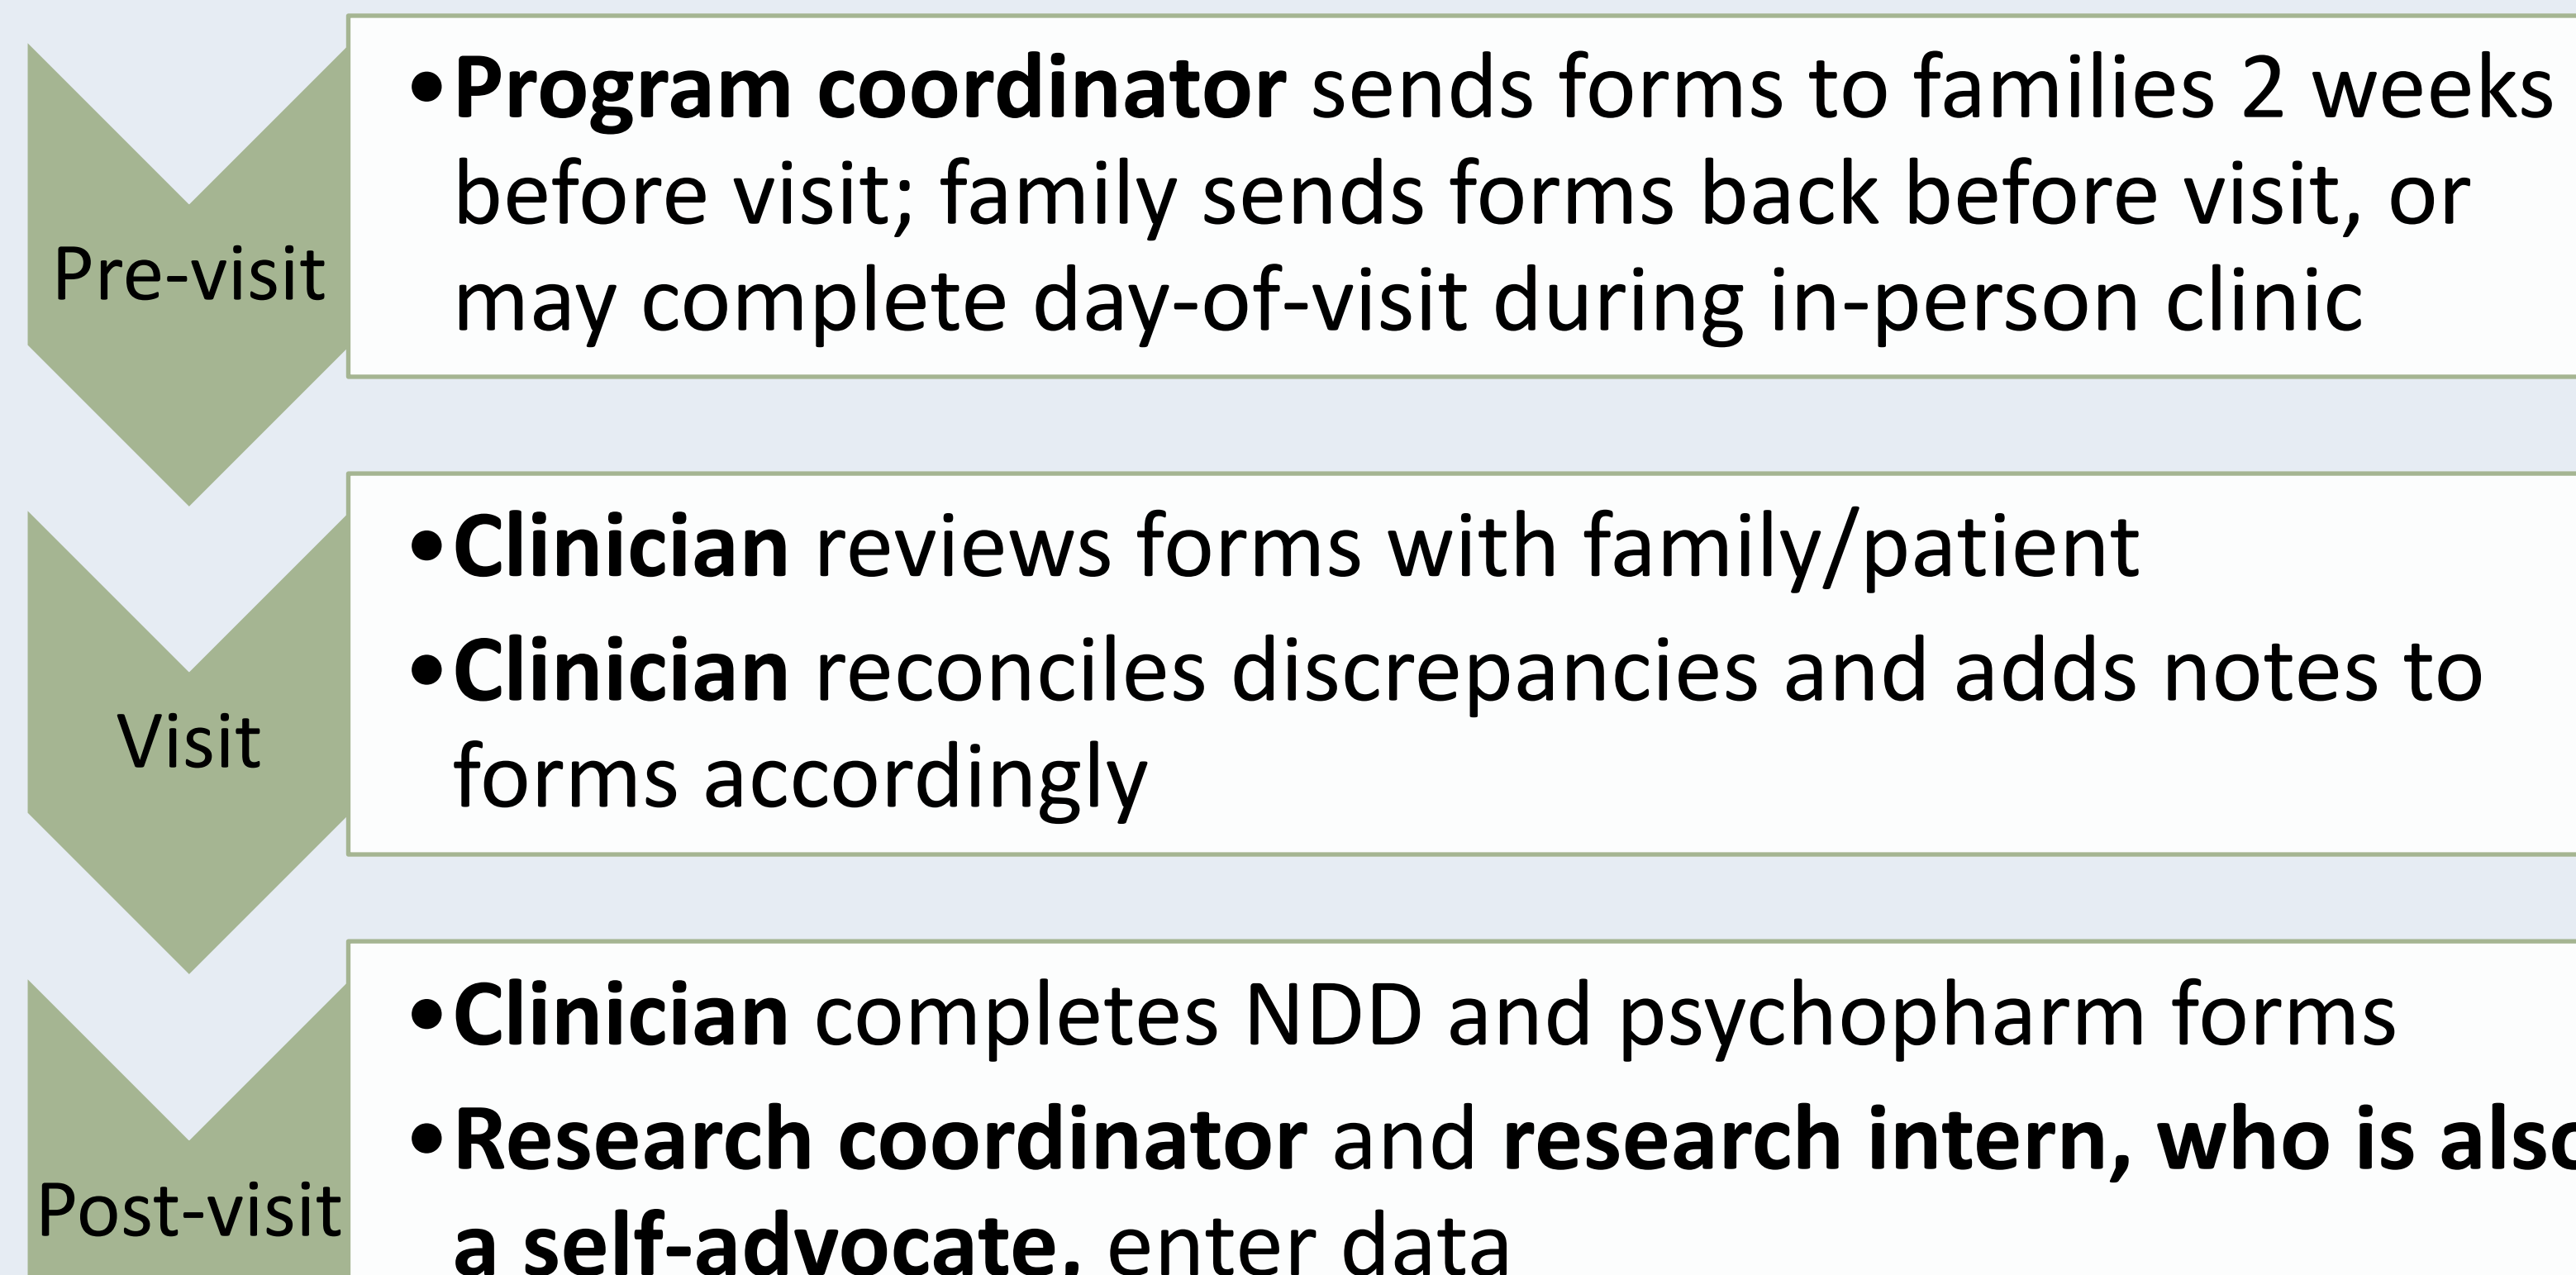 Pre-visit
•Program coordinator sends forms to families 2 weeks
before visit; family sends forms back before visit, or
may complete day-of-visit during in-person clinic
Visit
•Clinician reviews forms with family/patient
•Clinician reconciles discrepancies and adds notes to
forms accordingly
Post-visit
•Clinician completes NDD and psychopharm forms
•Research coordinator and research intern, who is also
a self-advocate, enter data